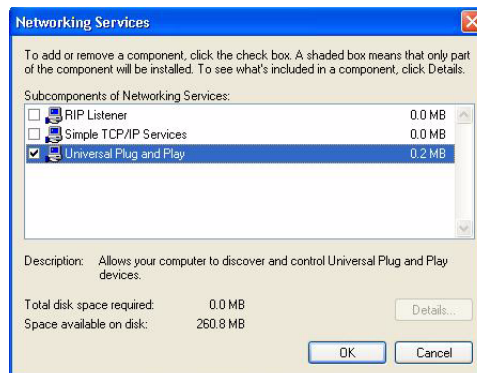 Networking Services
To add or remove a component, click the check box. A shaded box means that only part
of the component will be installed. To see what's included in a component, click Details.
Subcomponents of Networking Services:
RIP Listener 0.0 MB
Simple TCP/IP Services 0.0 MB
Universal Plug and Play 0.2 MB
Description: Allows your computer to discover and control Universal Plug and Play
devices.
Total disk space required: 0.0 MB
Space available on disk: 260.8 MB
Details...
OK Cancel